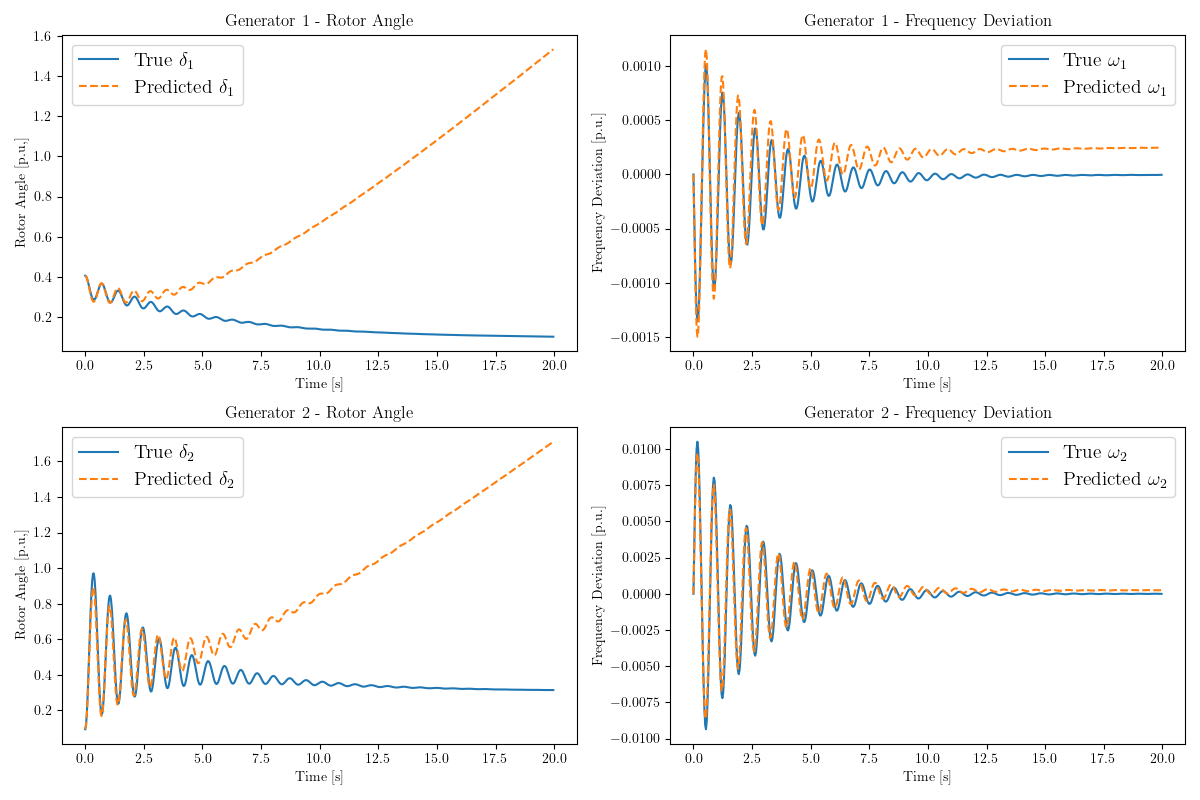 Generator 1 - Rotor Angle
True δ₁
Predicted δ₁
Rotor Angle [p.u.]
1.6
1.4
1.2
1.0
0.8
0.6
0.4
0.2
0.0 2.5 5.0 7.5 10.0 12.5 15.0 17.5 20.0
Time [s]
Generator 1 - Frequency Deviation
True ω₁
Predicted ω₁
Frequency Deviation [p.u.]
0.0010
0.0005
0.0000
−0.0005
−0.0010
−0.0015
0.0 2.5 5.0 7.5 10.0 12.5 15.0 17.5 20.0
Time [s]
Generator 2 - Rotor Angle
True δ₂
Predicted δ₂
Rotor Angle [p.u.]
1.6
1.4
1.2
1.0
0.8
0.6
0.4
0.2
0.0 2.5 5.0 7.5 10.0 12.5 15.0 17.5 20.0
Time [s]
Generator 2 - Frequency Deviation
True ω₂
Predicted ω₂
Frequency Deviation [p.u.]
0.0100
0.0075
0.0050
0.0025
0.0000
−0.0025
−0.0050
−0.0075
−0.0100
0.0 2.5 5.0 7.5 10.0 12.5 15.0 17.5 20.0
Time [s]